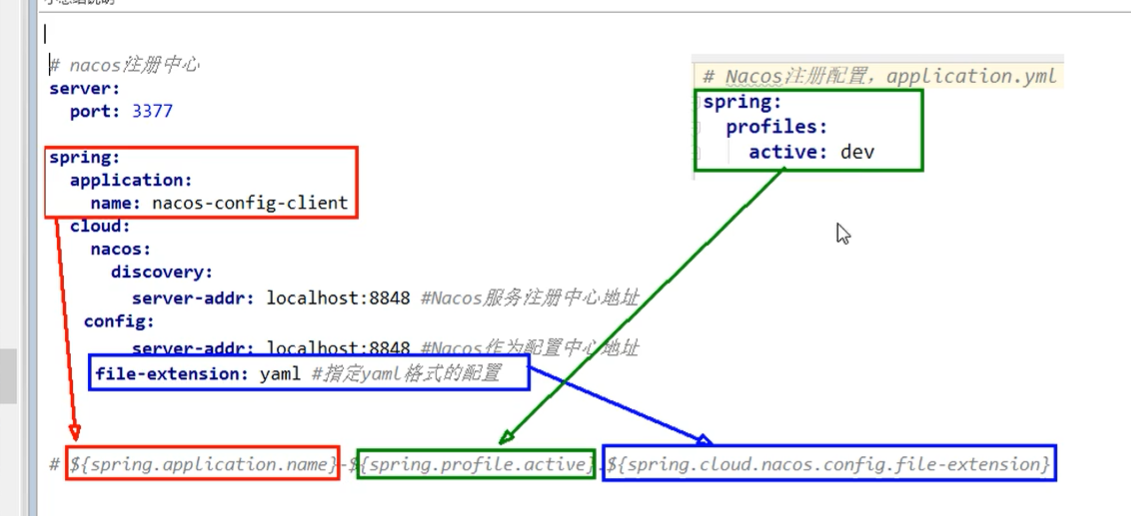 # nacos注册中心
server:
port: 3377
spring:
application:
name: nacos-config-client
cloud:
nacos:
discovery:
server-addr: localhost:8848 #Nacos服务注册中心地址
config:
server-addr: localhost:8848 #Nacos作为配置中心地址
file-extension: yaml #指定yaml格式的配置
# Nacos注册配置，application.yml
spring:
profiles:
active: dev
# ${spring.application.name}-${spring.profile.active}.${spring.cloud.nacos.config.file-extension}